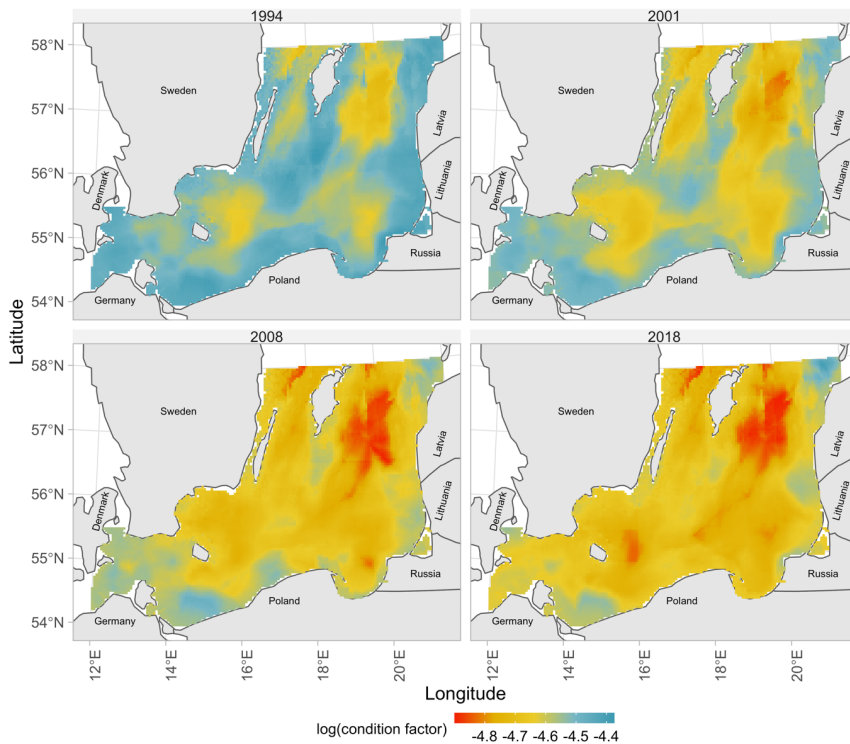 1994
2001
58°N
57°N
56°N
55°N
54°N
Sweden
Denmark
Germany
Poland
Russia
Lithuania
Latvia
Sweden
Denmark
Germany
Poland
Russia
Lithuania
Latvia
2008
2018
58°N
57°N
56°N
55°N
54°N
Sweden
Denmark
Germany
Poland
Russia
Lithuania
Latvia
Sweden
Denmark
Germany
Poland
Russia
Lithuania
Latvia
Latitude
12°E
14°E
16°E
18°E
20°E
12°E
14°E
16°E
18°E
20°E
Longitude
log(condition factor)
-4.8 -4.7 -4.6 -4.5 -4.4